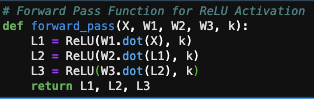 # Forward Pass Function for ReLU Activation
def forward_pass(X, W1, W2, W3, k):
    L1 = ReLU(W1.dot(X), k)
    L2 = ReLU(W2.dot(L1), k)
    L3 = ReLU(W3.dot(L2), k)
    return L1, L2, L3